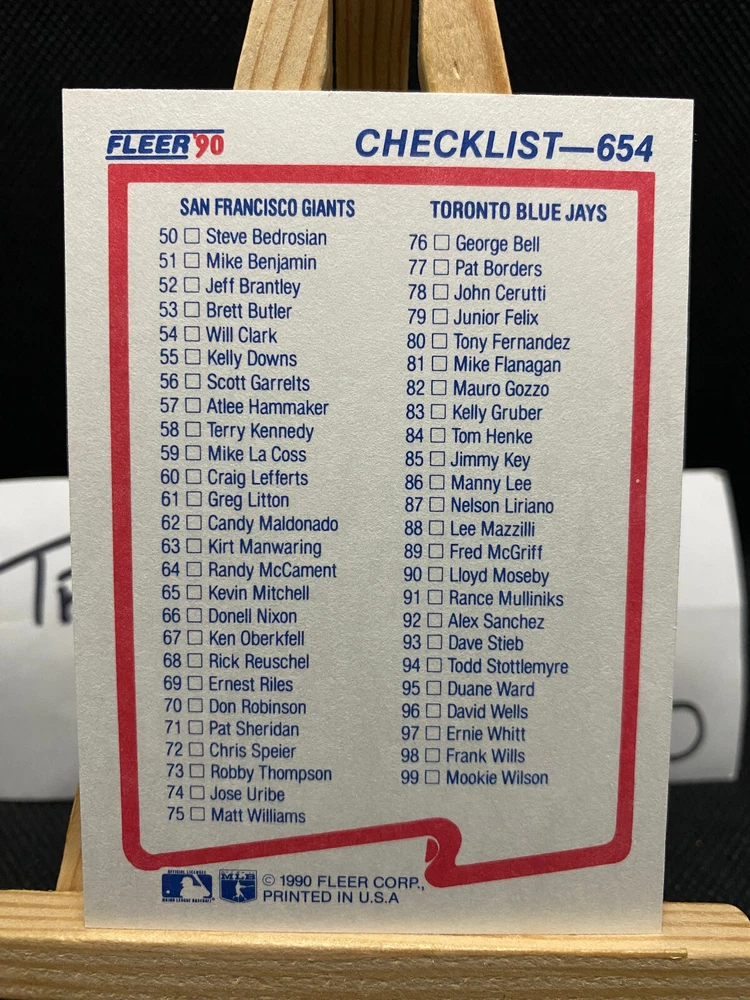 FLEER '90
CHECKLIST—654
SAN FRANCISCO GIANTS
50 □ Steve Bedrosian
51 □ Mike Benjamin
52 □ Jeff Brantley
53 □ Brett Butler
54 □ Will Clark
55 □ Kelly Downs
56 □ Scott Garrelts
57 □ Atlee Hammaker
58 □ Terry Kennedy
59 □ Mike La Coss
60 □ Craig Lefferts
61 □ Greg Litton
62 □ Candy Maldonado
63 □ Kirt Manwaring
64 □ Randy McCament
65 □ Kevin Mitchell
66 □ Donell Nixon
67 □ Ken Oberkfell
68 □ Rick Reuschel
69 □ Ernest Riles
70 □ Don Robinson
71 □ Pat Sheridan
72 □ Chris Speier
73 □ Robby Thompson
74 □ Jose Uribe
75 □ Matt Williams
TORONTO BLUE JAYS
76 □ George Bell
77 □ Pat Borders
78 □ John Cerutti
79 □ Junior Felix
80 □ Tony Fernandez
81 □ Mike Flanagan
82 □ Mauro Gozzo
83 □ Kelly Gruber
84 □ Tom Henke
85 □ Jimmy Key
86 □ Manny Lee
87 □ Nelson Liriano
88 □ Lee Mazzilli
89 □ Fred McGriff
90 □ Lloyd Moseby
91 □ Rance Mulliniks
92 □ Alex Sanchez
93 □ Dave Stieb
94 □ Todd Stottlemyre
95 □ Duane Ward
96 □ David Wells
97 □ Ernie Whitt
98 □ Frank Wills
99 □ Mookie Wilson
MLB
© 1990 FLEER CORP.,
PRINTED IN U.S.A